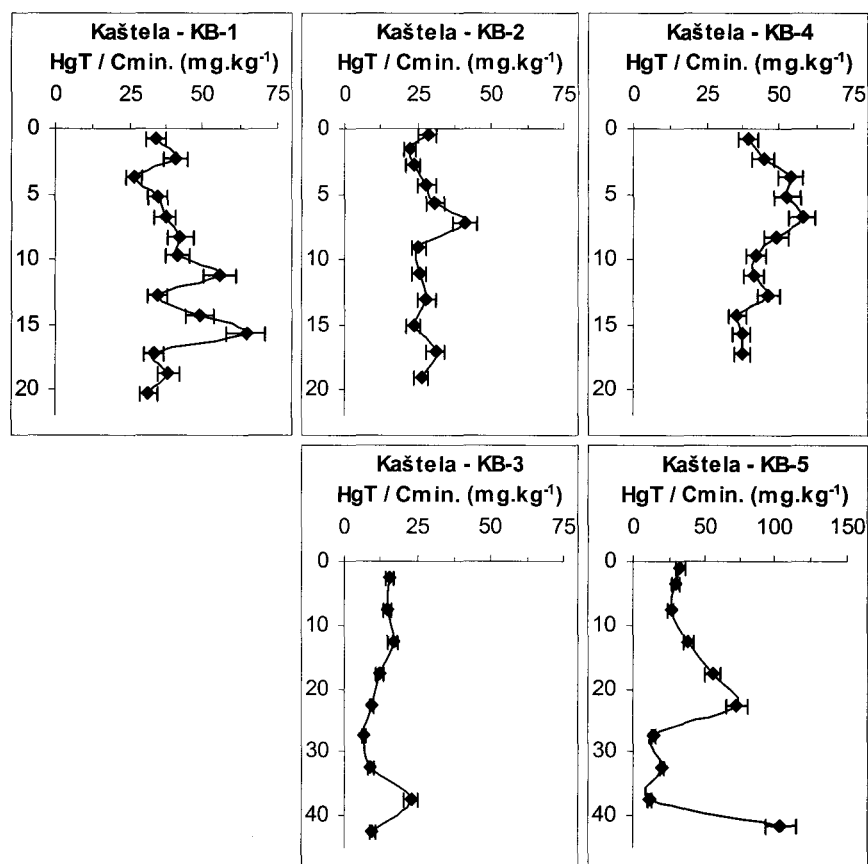 Kaštela - KB-1
HgT / Cmin. (mg.kg-1)
0 25 50 75
0
5
10
15
20
Kaštela - KB-2
HgT / Cmin. (mg.kg-1)
0 25 50 75
0
5
10
15
20
Kaštela - KB-4
HgT / Cmin. (mg.kg-1)
0 25 50 75
0
5
10
15
20
Kaštela - KB-3
HgT / Cmin. (mg.kg-1)
0 25 50 75
0
10
20
30
40
Kaštela - KB-5
HgT / Cmin. (mg.kg-1)
0 50 100 150
0
10
20
30
40